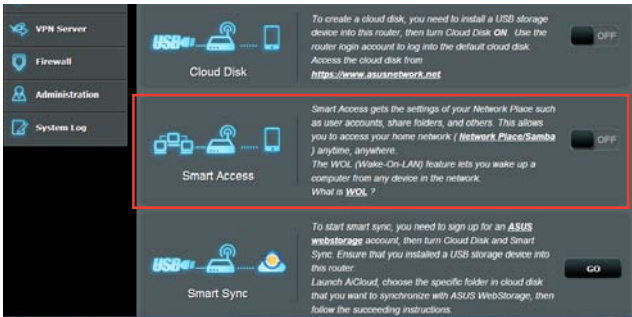 VPN Server
Firewall
Administration
System Log
USB
Cloud Disk
To create a cloud disk, you need to install a USB storage
device into this router, then turn Cloud Disk ON. Use the
router login account to log into the default cloud disk.
Access the cloud disk from
https://www.asusnetwork.net
OFF
Smart Access
Smart Access gets the settings of your Network Place such
as user accounts, share folders, and others. This allows
you to access your home network ( Network Place/Samba
) anytime, anywhere.
The WOL (Wake-On-LAN) feature lets you wake up a
computer from any device in the network.
What is WOL ?
OFF
USB
Smart Sync
To start smart sync, you need to sign up for an ASUS
webstorage account, then turn Cloud Disk and Smart
Sync. Ensure that you installed a USB storage device into
this router.
Launch AiCloud, choose the specific folder in cloud disk
that you want to synchronize with ASUS WebStorage, then
follow the succeeding instructions.
GO